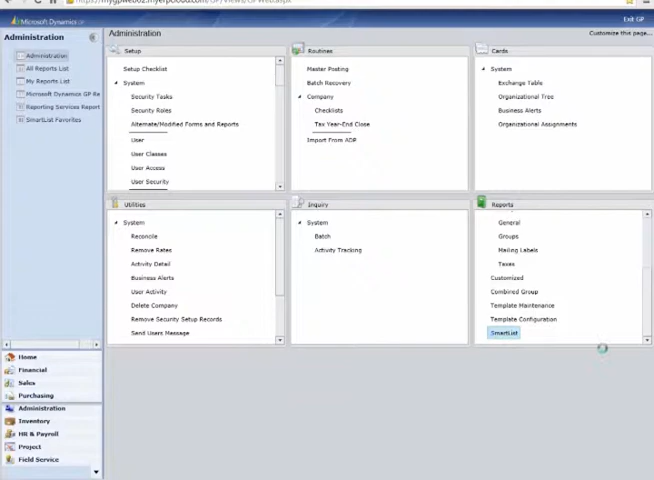 Microsoft Dynamics GP
Exit GP
Administration
Administration
Customize this page...
Administration
All Reports List
My Reports List
Microsoft Dynamics GP Re
Reporting Services Report
SmartList Favorites
Setup
Setup Checklist
System
Security Tasks
Security Roles
Alternate/Modified Forms and Reports
User
User Classes
User Access
User Security
Routines
Master Posting
Batch Recovery
Company
Checklists
Tax Year-End Close
Import From ADP
Cards
System
Exchange Table
Organizational Tree
Business Alerts
Organizational Assignments
Utilities
System
Reconcile
Remove Rates
Activity Detail
Business Alerts
User Activity
Delete Company
Remove Security Setup Records
Send Users Message
Inquiry
System
Batch
Activity Tracking
Reports
General
Groups
Mailing Labels
Taxes
Customized
Combined Group
Template Maintenance
Template Configuration
SmartList
Home
Financial
Sales
Purchasing
Administration
Inventory
HR & Payroll
Project
Field Service